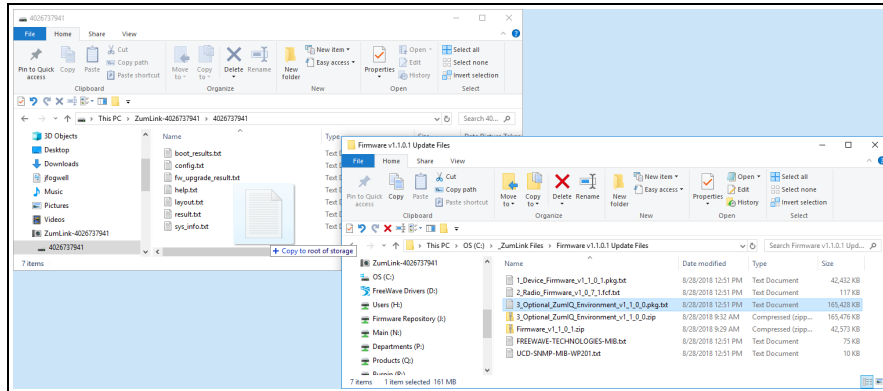 4026737941
File Home Share View
Pin to Quick access
Copy
Paste
Cut
Copy path
Paste shortcut
Clipboard
Move to
Copy to
Delete
Rename
Organize
New folder
New item
Easy access
New
Properties
Open
Edit
History
Open
Select all
Select none
Invert selection
Select
This PC > ZumLink-4026737941 > 4026737941
Search 40...
3D Objects
Desktop
Downloads
jfogwell
Music
Pictures
Videos
ZumLink-4026737941
4026737941
Name Type
boot_results.txt Text D
config.txt Text D
fw_upgrade_result.txt Text D
help.txt Text D
layout.txt Text D
result.txt Text D
sys_info.txt Text D
+ Copy to root of storage
7 items
Firmware v1.1.0.1 Update Files
File Home Share View
Pin to Quick access
Copy
Paste
Cut
Copy path
Paste shortcut
Clipboard
Move to
Copy to
Delete
Rename
Organize
New folder
New item
Easy access
New
Properties
Open
Edit
History
Open
Select all
Select none
Invert selection
Select
This PC > OS (C:) > _ZumLink Files > Firmware v1.1.0.1 Update Files
Search Firmware v1.1.0.1 Upd...
ZumLink-4026737941
OS (C:)
FreeWave Drivers (D:)
Users (H:)
Firmware Repository (I:)
Main (N:)
Departments (P:)
Products (Q:)
Name Date modified Type Size
1_Device_Firmware_v1_1_0_1.pkg.txt 8/28/2018 12:51 PM Text Document 42,432 KB
2_Radio_Firmware_v1_0_7_1.fcf.txt 8/28/2018 12:51 PM Text Document 117 KB
3_Optional_ZumIQ_Environment_v1_1_0_0.pkg.txt 8/28/2018 12:51 PM Text Document 165,428 KB
3_Optional_ZumIQ_Environment_v1_1_0_0.zip 8/28/2018 9:32 AM Compressed (zipp... 165,476 KB
Firmware_v1_1_0_1.zip 8/28/2018 9:29 AM Compressed (zipp... 42,573 KB
FREEWAVE-TECHNOLOGIES-MIB.txt 8/28/2018 12:51 PM Text Document 75 KB
UCD-SNMP-MIB-WP201.txt 8/28/2018 12:51 PM Text Document 10 KB
7 items 1 item selected 161 MB